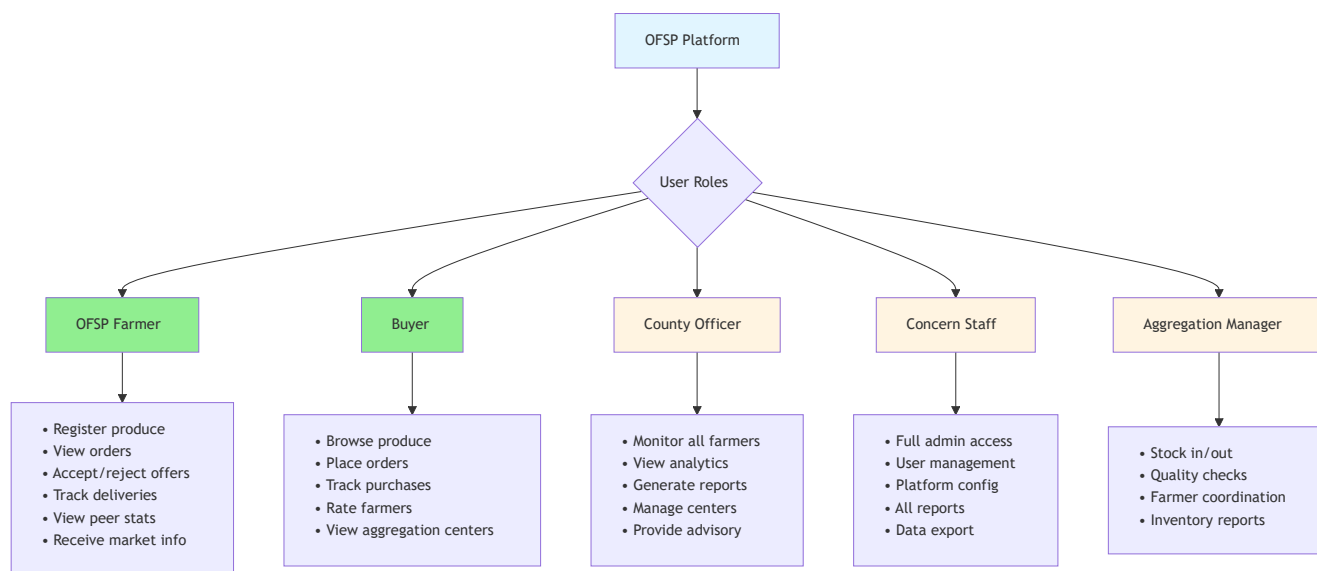 OFSP Platform
User Roles
OFSP Farmer
Buyer
County Officer
Concern Staff
Aggregation Manager
• Register produce
• View orders
• Accept/reject offers
• Track deliveries
• View peer stats
• Receive market info
• Browse produce
• Place orders
• Track purchases
• Rate farmers
• View aggregation centers
• Monitor all farmers
• View analytics
• Generate reports
• Manage centers
• Provide advisory
• Full admin access
• User management
• Platform config
• All reports
• Data export
• Stock in/out
• Quality checks
• Farmer coordination
• Inventory reports